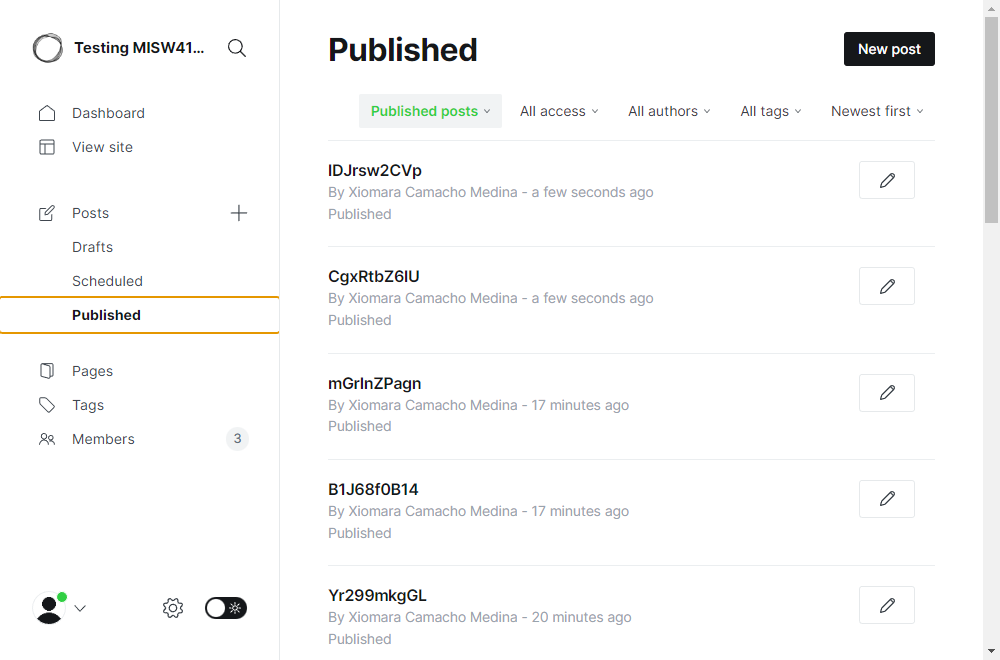 Testing MISW41...
Dashboard
View site
Posts
Drafts
Scheduled
Published
Pages
Tags
Members 3
Published
New post
Published posts All access All authors All tags Newest first
IDJrsw2CVp
By Xiomara Camacho Medina - a few seconds ago
Published
CgxRtbZ6IU
By Xiomara Camacho Medina - a few seconds ago
Published
mGrInZPagn
By Xiomara Camacho Medina - 17 minutes ago
Published
B1J68f0B14
By Xiomara Camacho Medina - 17 minutes ago
Published
Yr299mkgGL
By Xiomara Camacho Medina - 20 minutes ago
Published